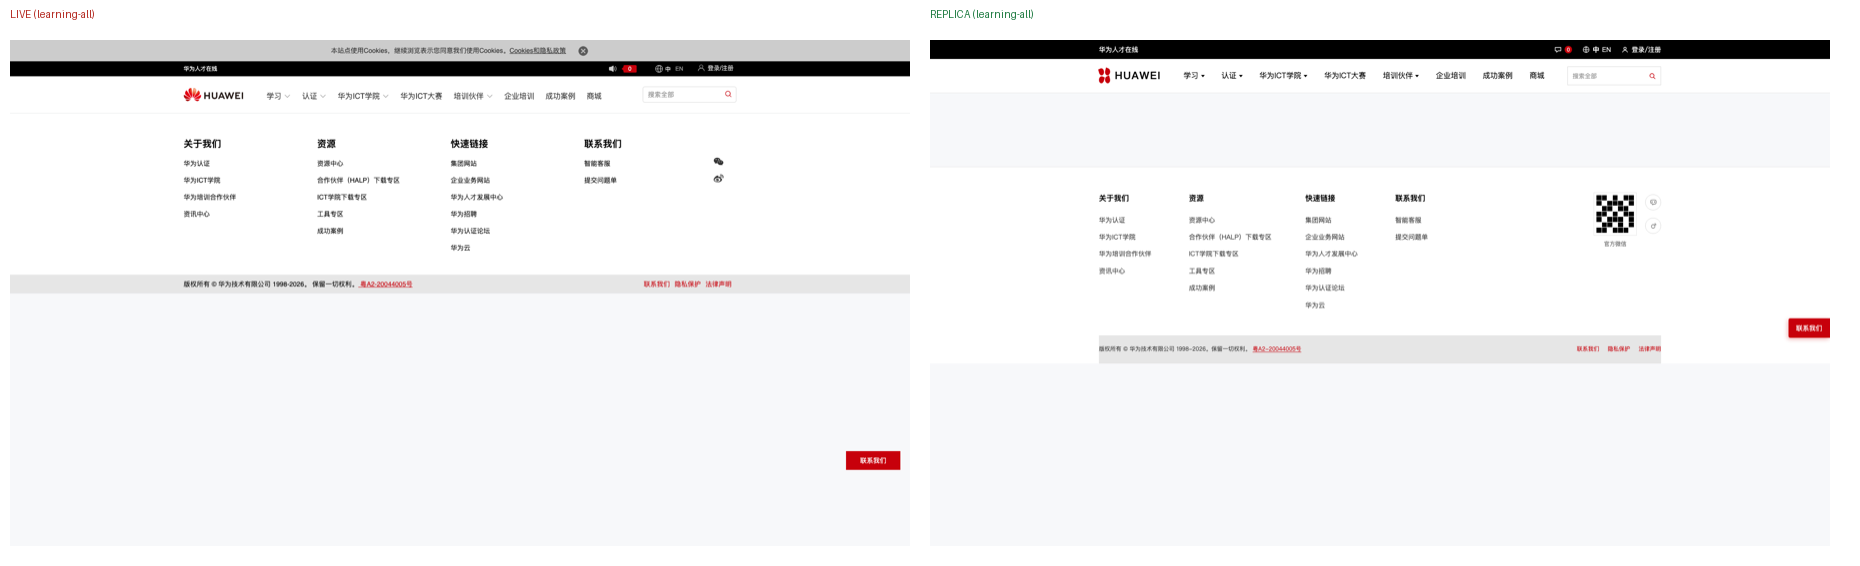 LIVE (learning-all)
本站点使用Cookies，继续浏览表示您同意我们使用Cookies。Cookies和隐私政策
华为人才在线 0 中 EN 登录/注册
HUAWEI 学习 认证 华为ICT学院 华为ICT大赛 培训伙伴 企业培训 成功案例 商城 搜索全部
关于我们 资源 快速链接 联系我们
华为认证 资源中心 集团网站 智能客服
华为ICT学院 合作伙伴（HALP）下载专区 企业业务网站 提交问题单
华为培训合作伙伴 ICT学院下载专区 华为人才发展中心
资讯中心 工具专区 华为招聘
成功案例 华为认证论坛
华为云
版权所有 © 华为技术有限公司 1998-2026。 保留一切权利。 粤A2-20044005号 联系我们 隐私保护 法律声明
联系我们
REPLICA (learning-all)
华为人才在线 0 中 EN 登录/注册
HUAWEI 学习 认证 华为ICT学院 华为ICT大赛 培训伙伴 企业培训 成功案例 商城 搜索全部
关于我们 资源 快速链接 联系我们
华为认证 资源中心 集团网站 智能客服
华为ICT学院 合作伙伴（HALP）下载专区 企业业务网站 提交问题单
华为培训合作伙伴 ICT学院下载专区 华为人才发展中心
资讯中心 工具专区 华为招聘
成功案例 华为认证论坛
华为云
官方微信
联系我们
版权所有 © 华为技术有限公司 1998-2026。保留一切权利。 粤A2-20044005号 联系我们 隐私保护 法律声明